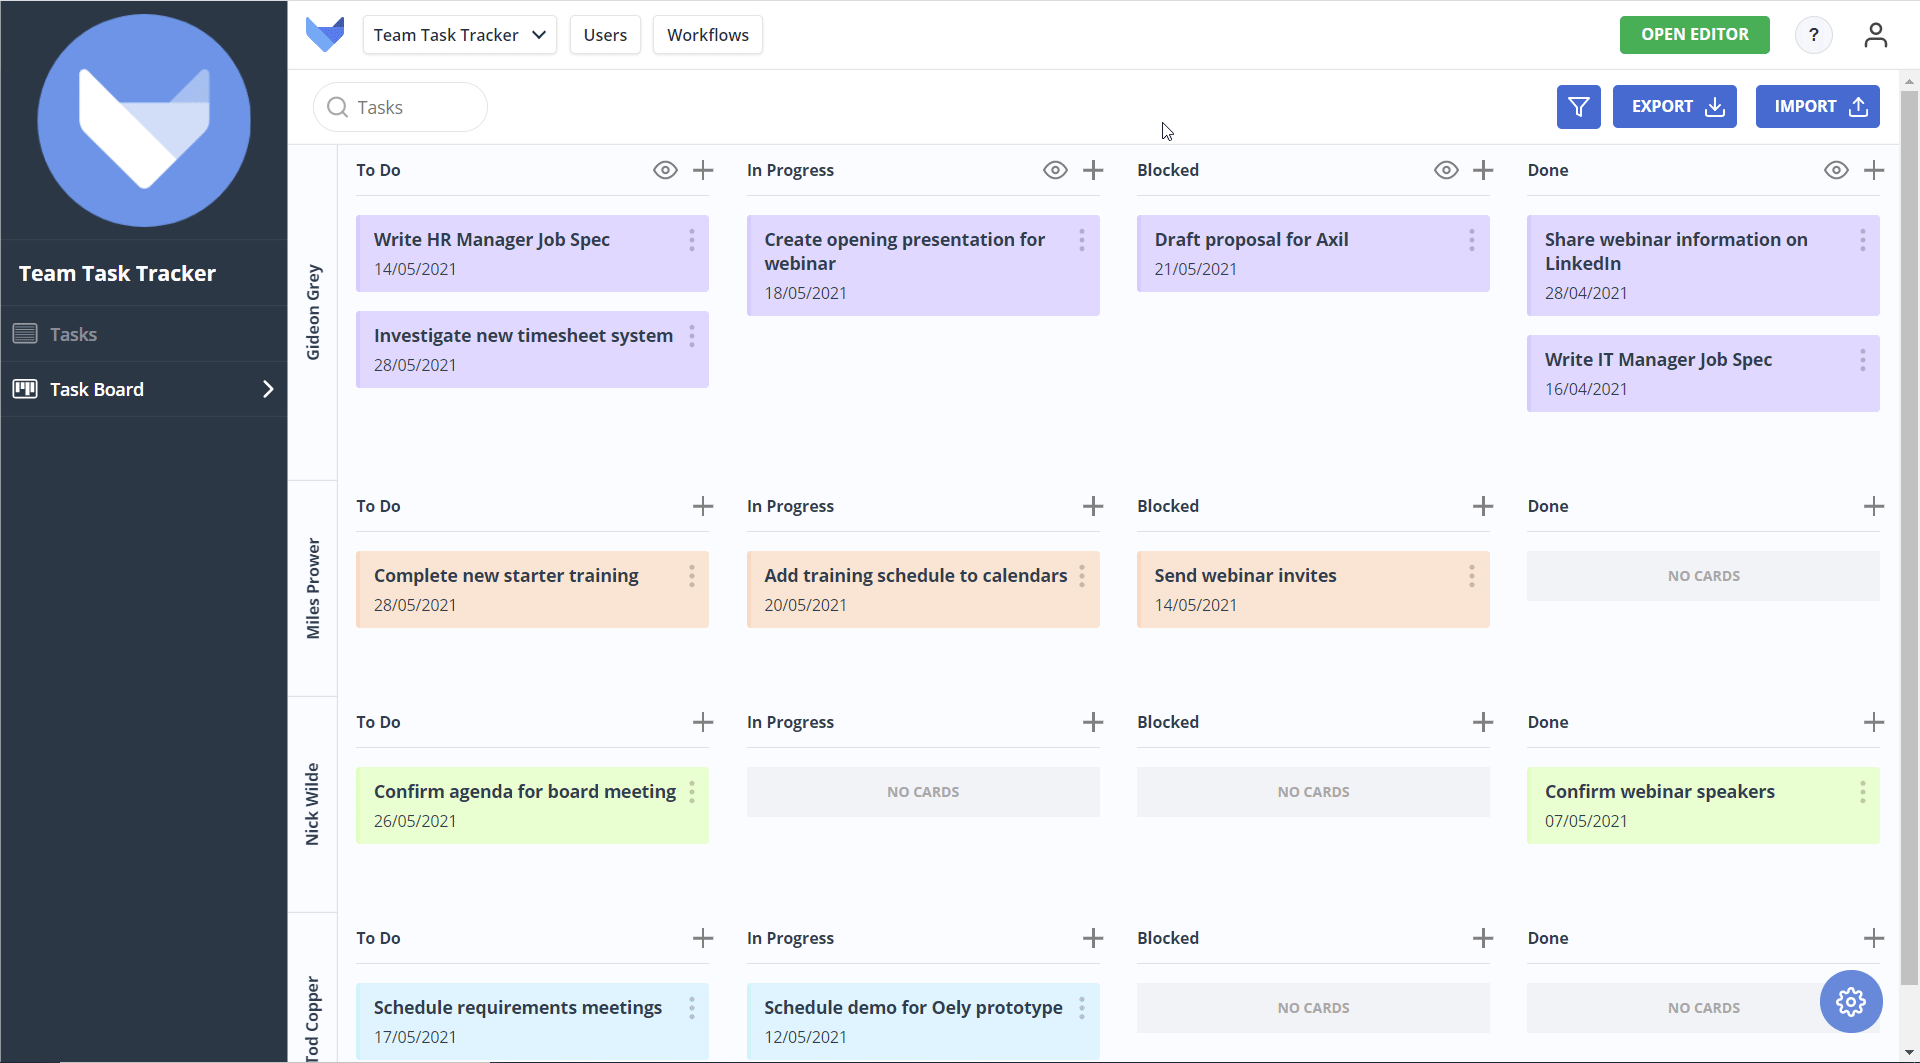 Team Task Tracker
Users
Workflows
OPEN EDITOR
?
Tasks
EXPORT
IMPORT
Team Task Tracker
Tasks
Task Board
Gideon Grey
To Do
In Progress
Blocked
Done
Write HR Manager Job Spec
14/05/2021
Investigate new timesheet system
28/05/2021
Create opening presentation for
webinar
18/05/2021
Draft proposal for Axil
21/05/2021
Share webinar information on
LinkedIn
28/04/2021
Write IT Manager Job Spec
16/04/2021
Miles Prower
To Do
In Progress
Blocked
Done
Complete new starter training
28/05/2021
Add training schedule to calendars
20/05/2021
Send webinar invites
14/05/2021
NO CARDS
Nick Wilde
To Do
In Progress
Blocked
Done
Confirm agenda for board meeting
26/05/2021
NO CARDS
NO CARDS
Confirm webinar speakers
07/05/2021
Tod Copper
To Do
In Progress
Blocked
Done
Schedule requirements meetings
17/05/2021
Schedule demo for Oely prototype
12/05/2021
NO CARDS
NO CARDS